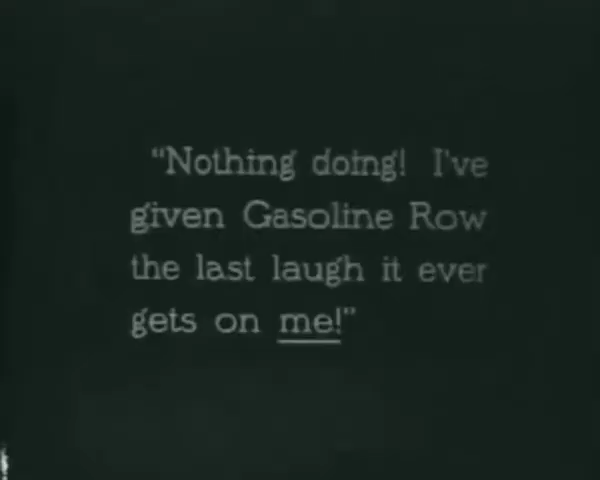 "Nothing doing! I've
given Gasoline Row
the last laugh it ever
gets on me!"